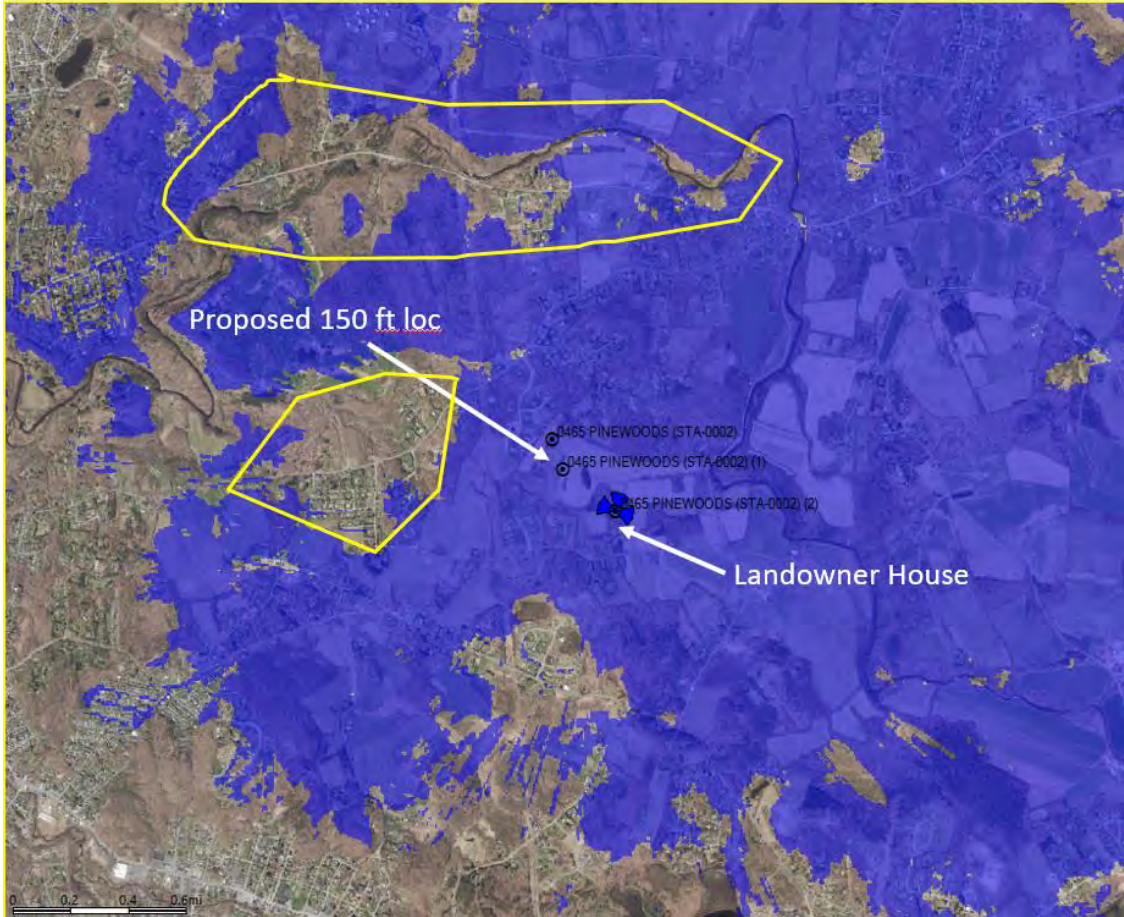 Proposed 150 ft loc
0465 PINEWOODS (STA-0002)
0465 PINEWOODS (STA-0002) (1)
0465 PINEWOODS (STA-0002) (2)
Landowner House
0 0.2 0.4 0.6mi